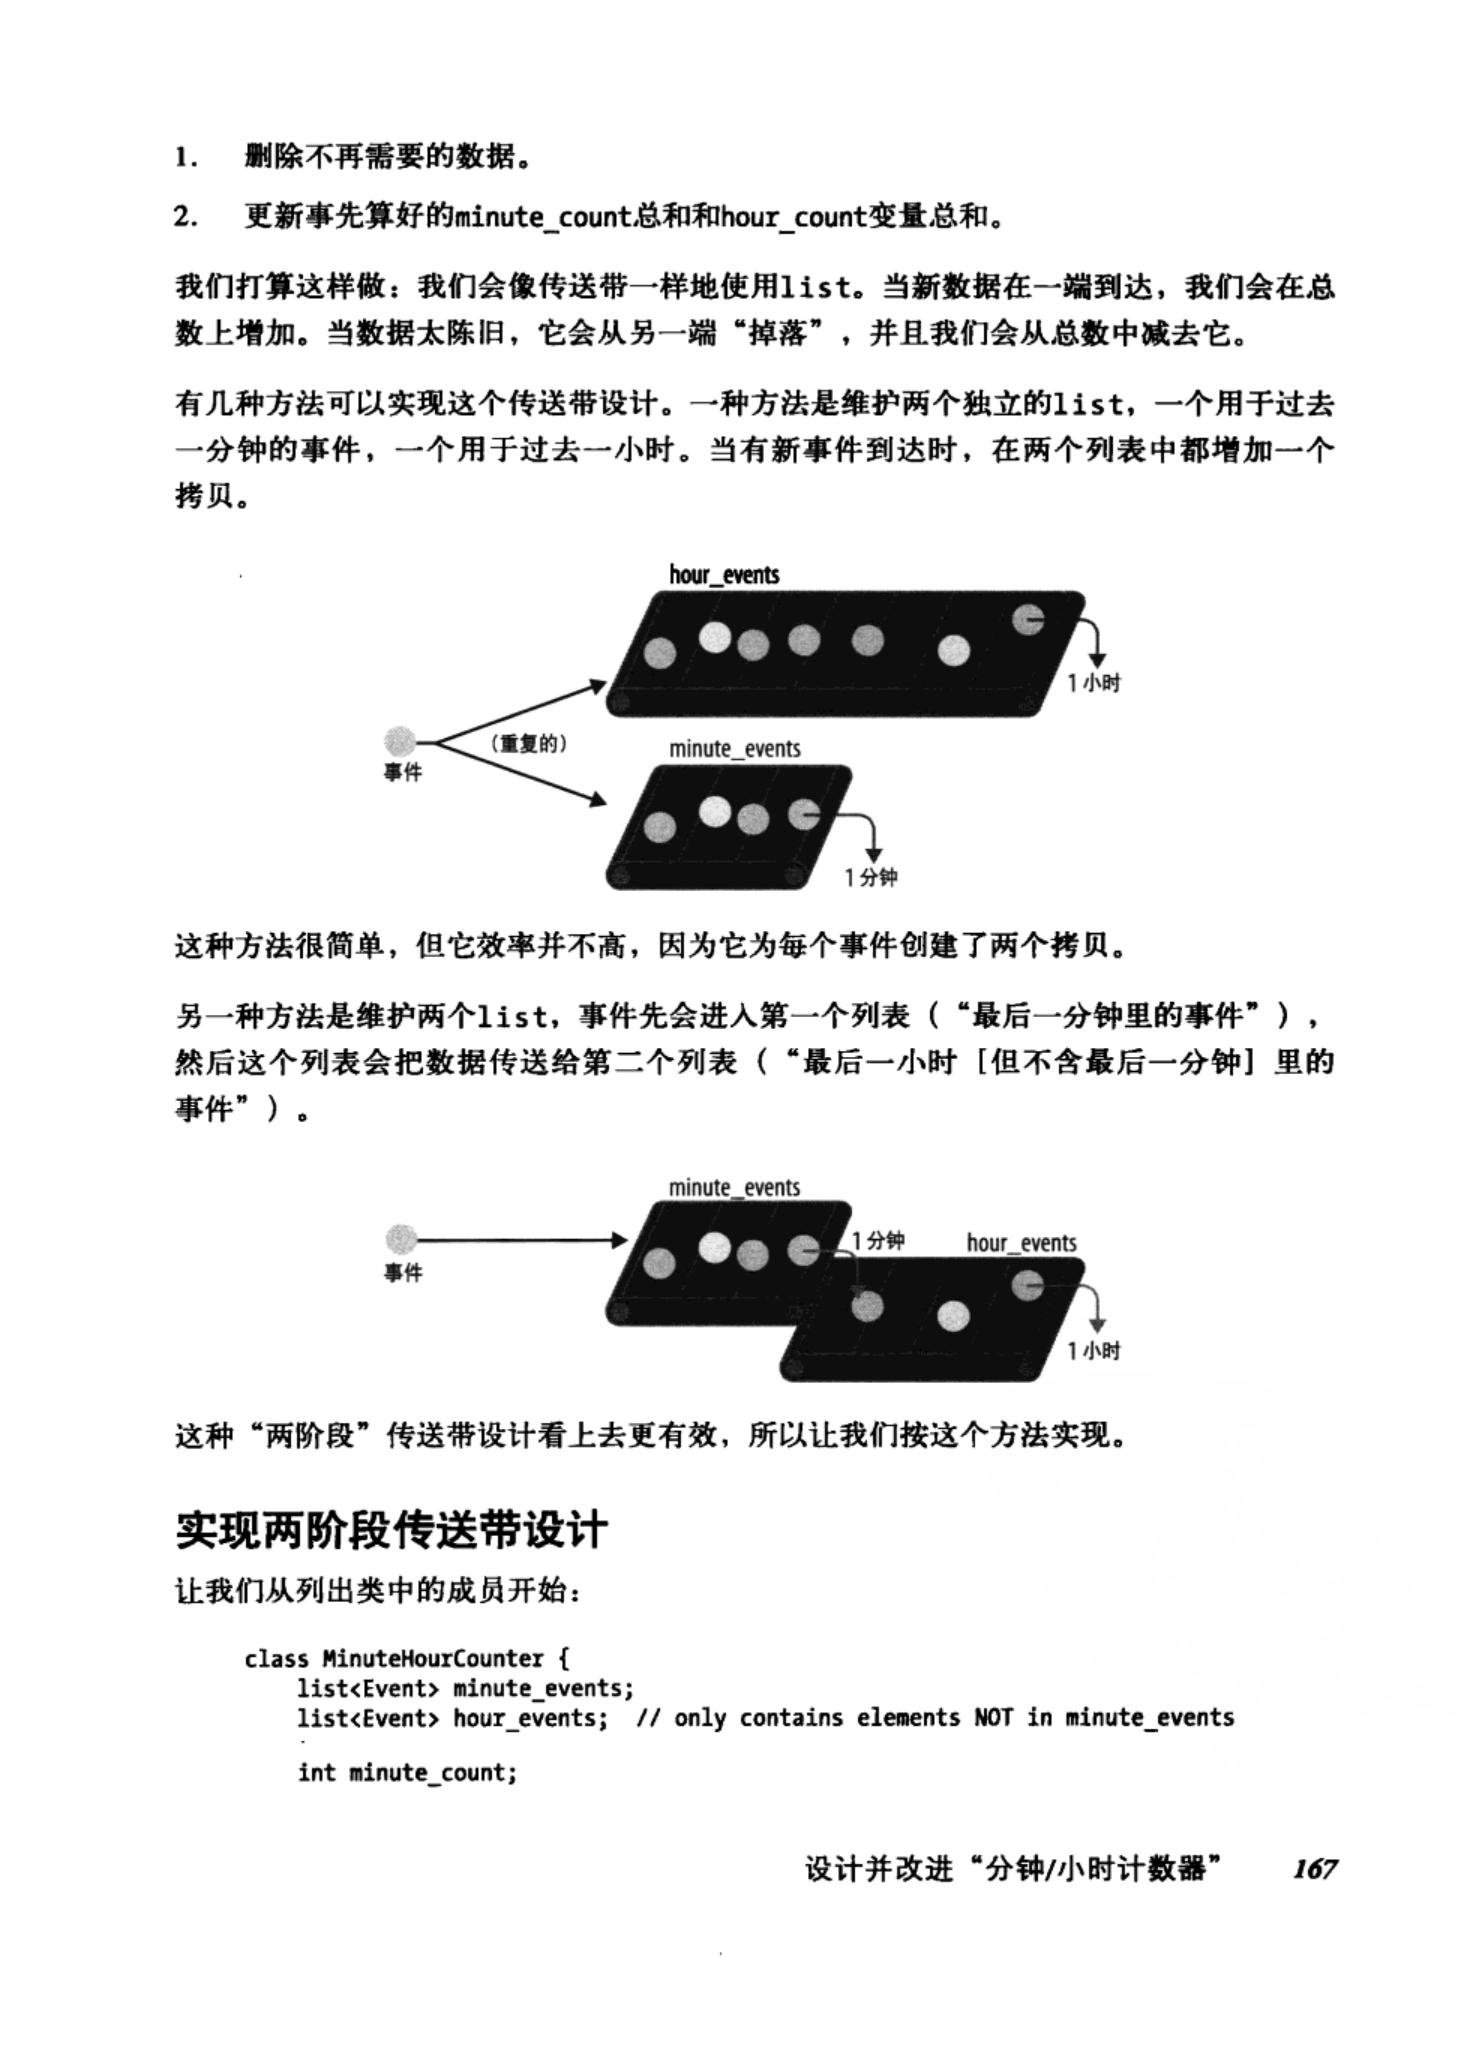 1. 删除不再需要的数据。
2. 更新事先算好的minute_count总和和hour_count变量总和。
我们打算这样做：我们会像传送带一样地使用list。当新数据在一端到达，我们会在总
数上增加。当数据太陈旧，它会从另一端“掉落”，并且我们会从总数中减去它。
有几种方法可以实现这个传送带设计。一种方法是维护两个独立的list，一个用于过去
一分钟的事件，一个用于过去一小时。当有新事件到达时，在两个列表中都增加一个
拷贝。
hour_events
1小时
（重复的）
事件
minute_events
1分钟
这种方法很简单，但它效率并不高，因为它为每个事件创建了两个拷贝。
另一种方法是维护两个list，事件先会进入第一个列表（“最后一分钟里的事件”），
然后这个列表会把数据传送给第二个列表（“最后一小时［但不含最后一分钟］里的
事件”）。
minute_events
1分钟
hour_events
事件
1小时
这种“两阶段”传送带设计看上去更有效，所以让我们按这个方法实现。
实现两阶段传送带设计
让我们从列出类中的成员开始：
class MinuteHourCounter {
    list<Event> minute_events;
    list<Event> hour_events;  // only contains elements NOT in minute_events
    int minute_count;
设计并改进“分钟/小时计数器” 167